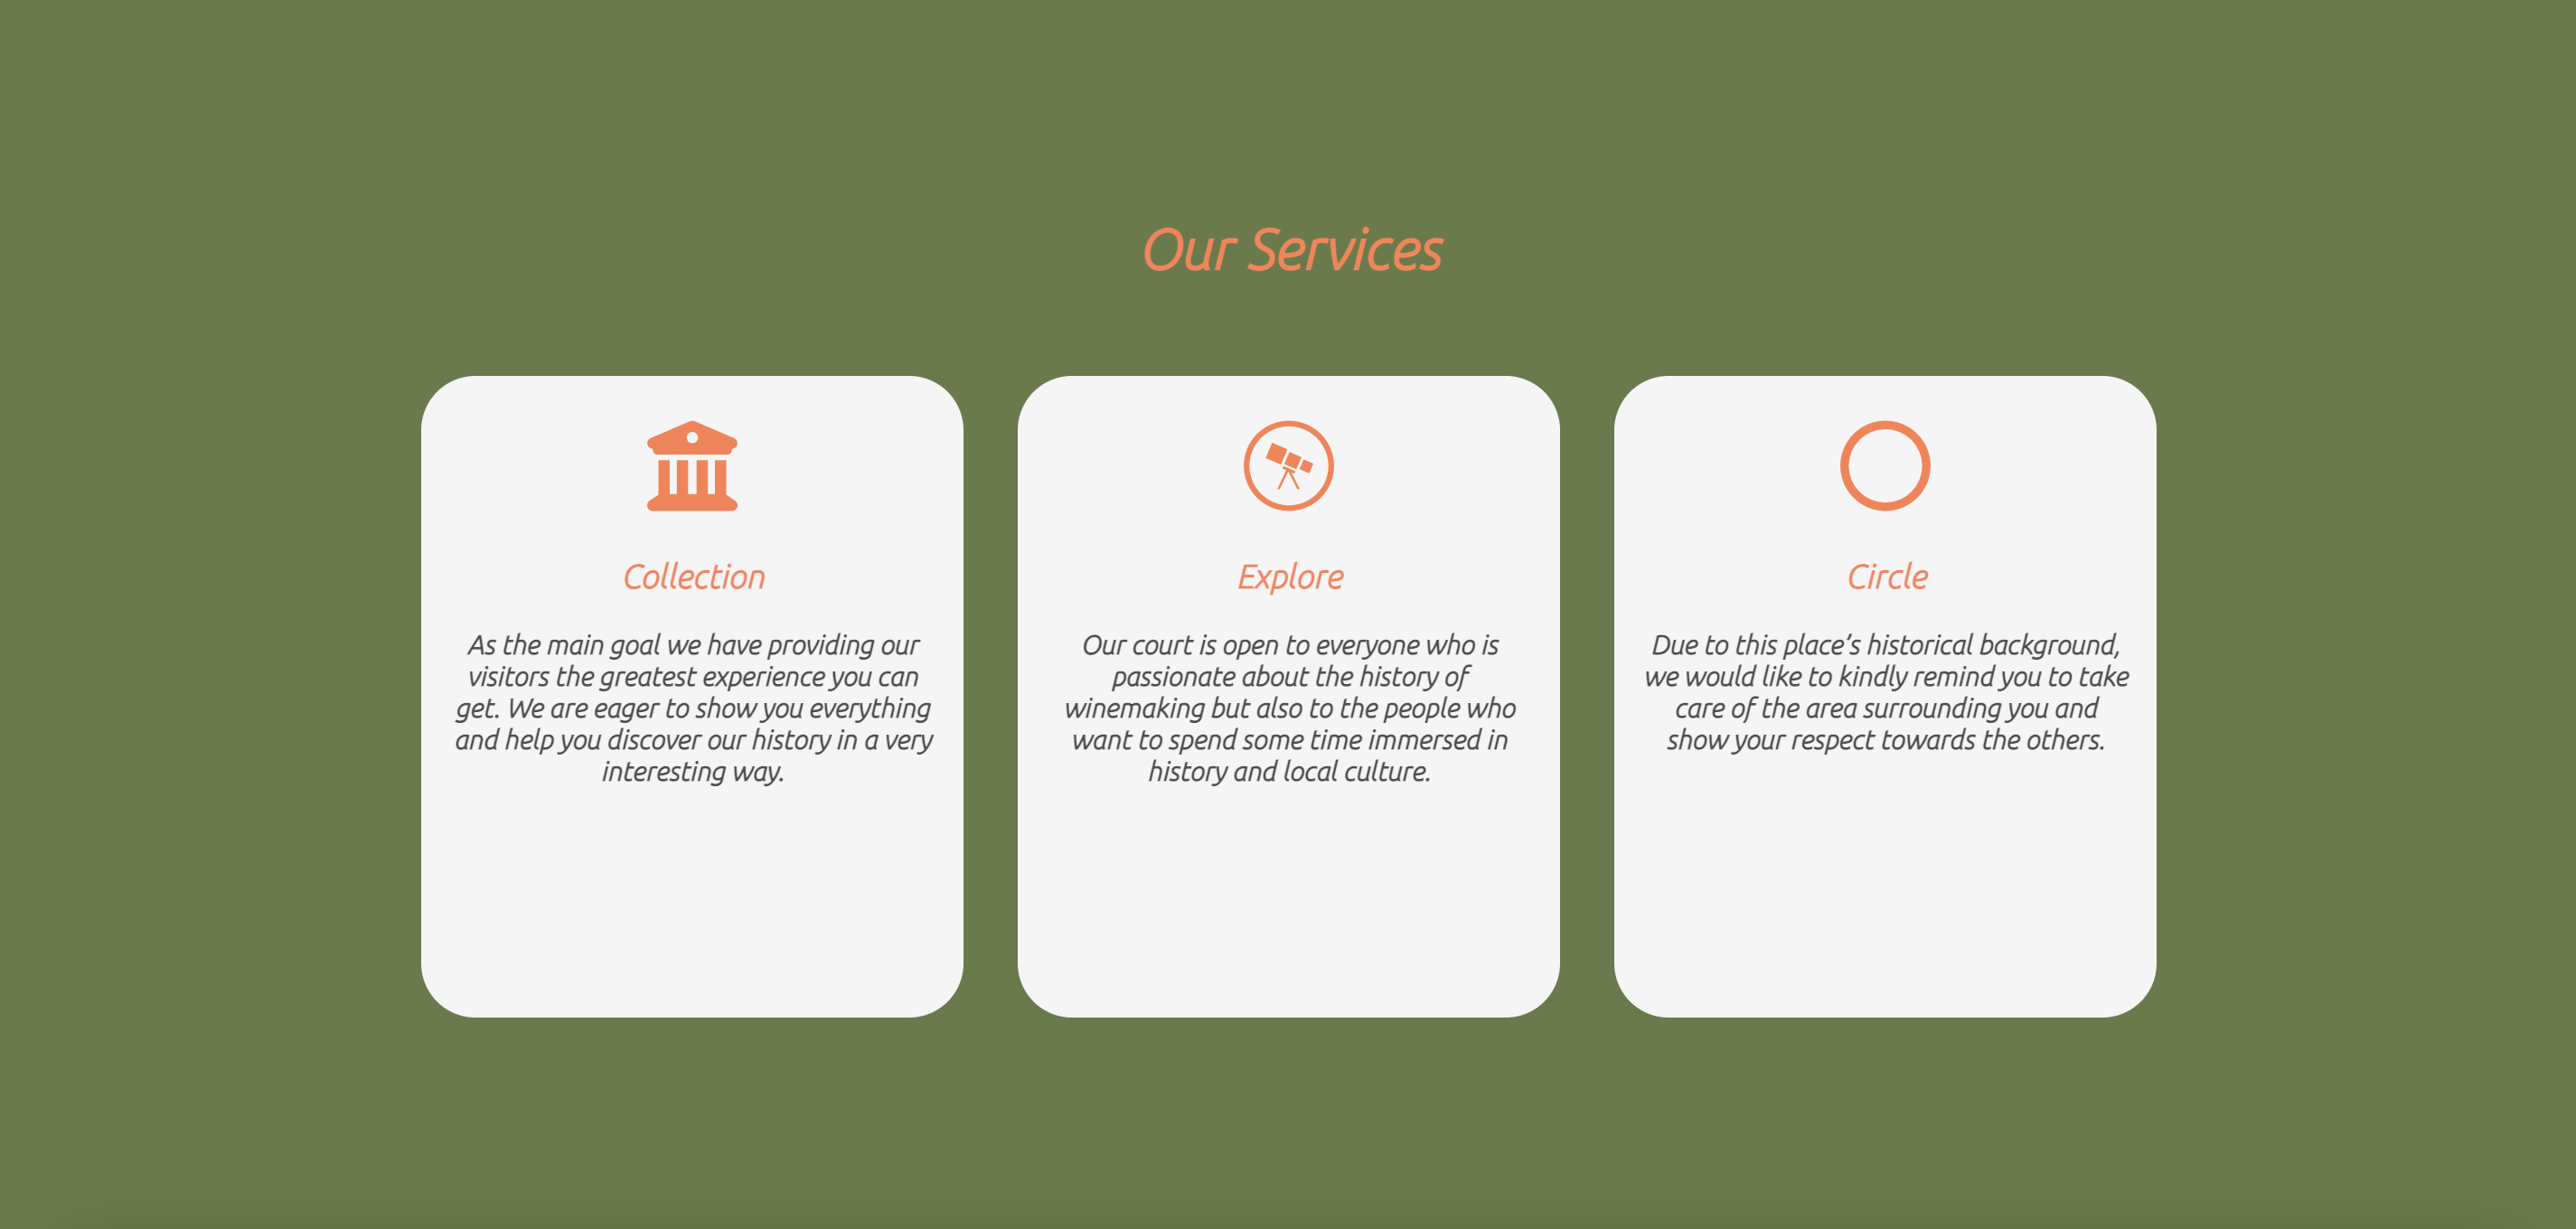 Our Services
Collection
As the main goal we have providing our
visitors the greatest experience you can
get. We are eager to show you everything
and help you discover our history in a very
interesting way.
Explore
Our court is open to everyone who is
passionate about the history of
winemaking but also to the people who
want to spend some time immersed in
history and local culture.
Circle
Due to this place’s historical background,
we would like to kindly remind you to take
care of the area surrounding you and
show your respect towards the others.